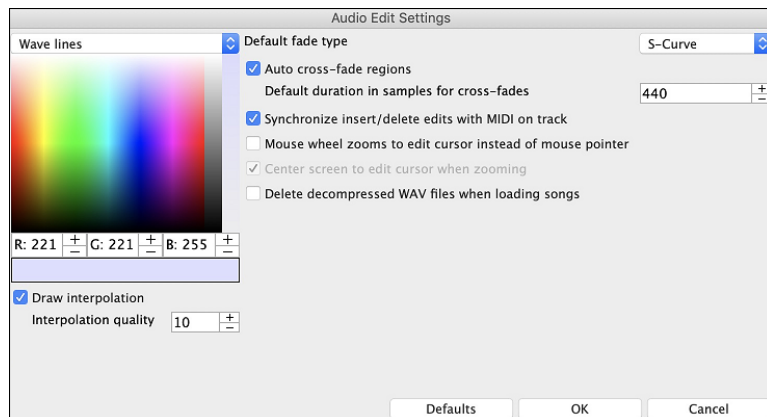 Audio Edit Settings
Wave lines
R: 221 + − G: 221 + − B: 255 + −
Draw interpolation
Interpolation quality 10 + −
Default fade type S-Curve
Auto cross-fade regions
Default duration in samples for cross-fades 440 + −
Synchronize insert/delete edits with MIDI on track
Mouse wheel zooms to edit cursor instead of mouse pointer
Center screen to edit cursor when zooming
Delete decompressed WAV files when loading songs
Defaults OK Cancel